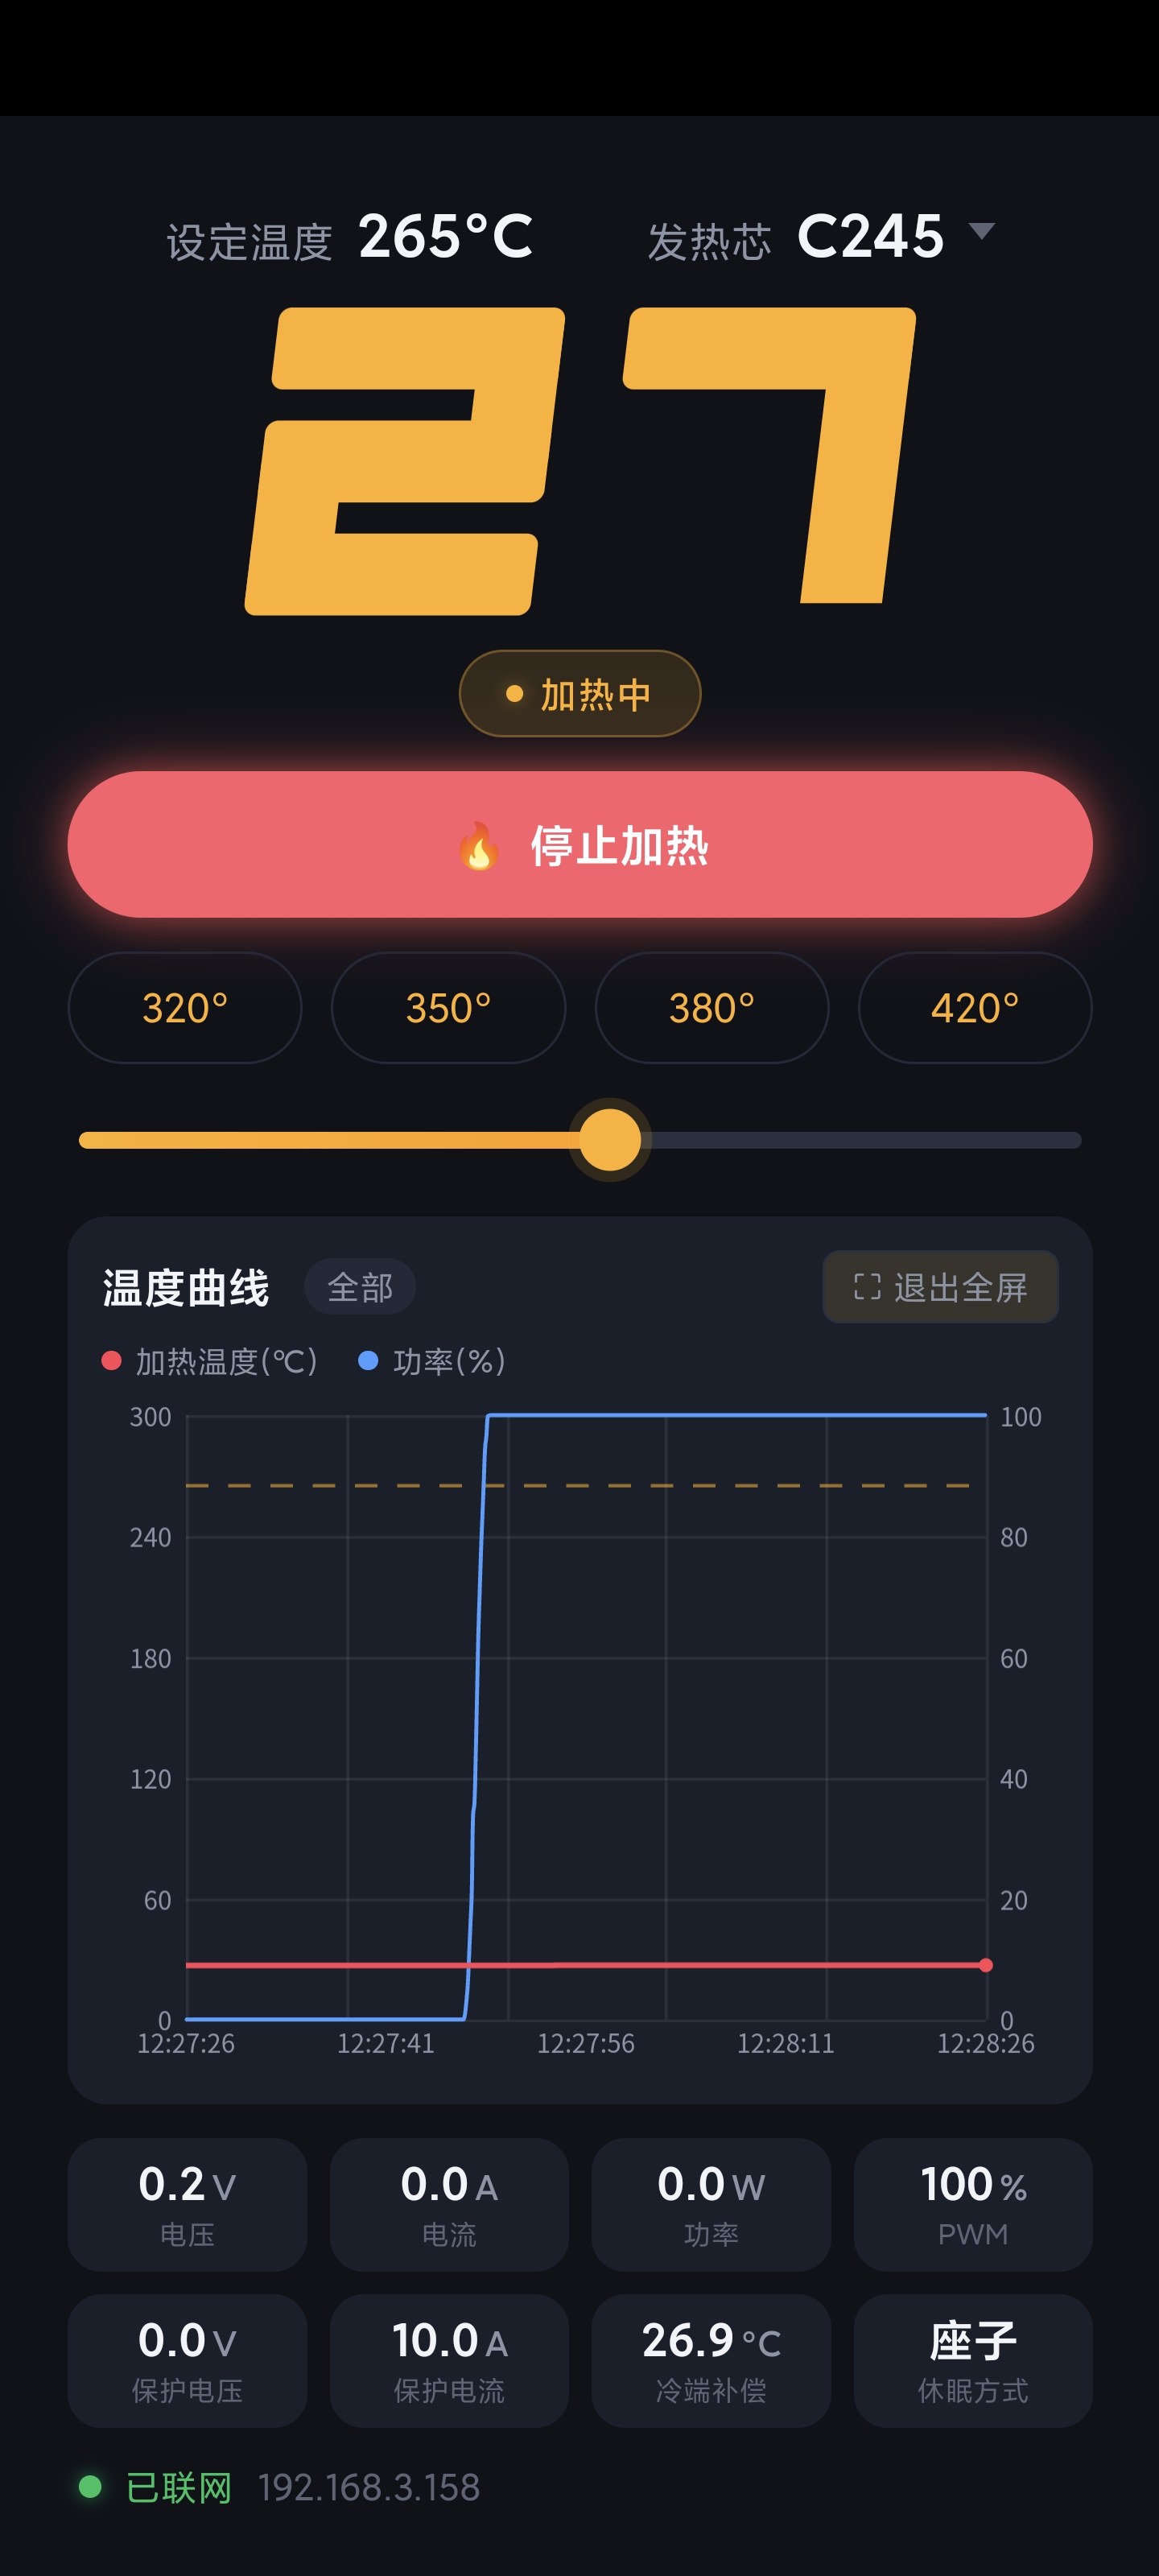 设定温度 265°C 发热芯 C245
27
加热中
🔥 停止加热
320° 350° 380° 420°
温度曲线 全部 退出全屏
加热温度(℃) 功率(%)
300 100
240 80
180 60
120 40
60 20
0 0
12:27:26 12:27:41 12:27:56 12:28:11 12:28:26
0.2 V 0.0 A 0.0 W 100 %
电压 电流 功率 PWM
0.0 V 10.0 A 26.9 °C 座子
保护电压 保护电流 冷端补偿 休眠方式
已联网 192.168.3.158